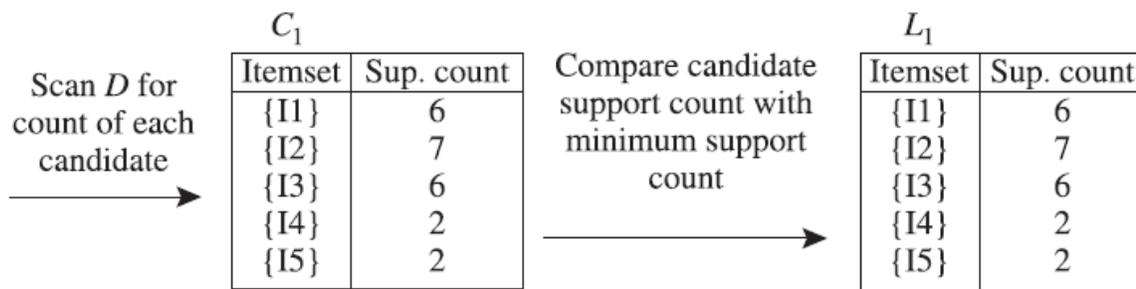 Scan D for
count of each
candidate
C1
Itemset Sup. count
{I1} 6
{I2} 7
{I3} 6
{I4} 2
{I5} 2
Compare candidate
support count with
minimum support
count
L1
Itemset Sup. count
{I1} 6
{I2} 7
{I3} 6
{I4} 2
{I5} 2